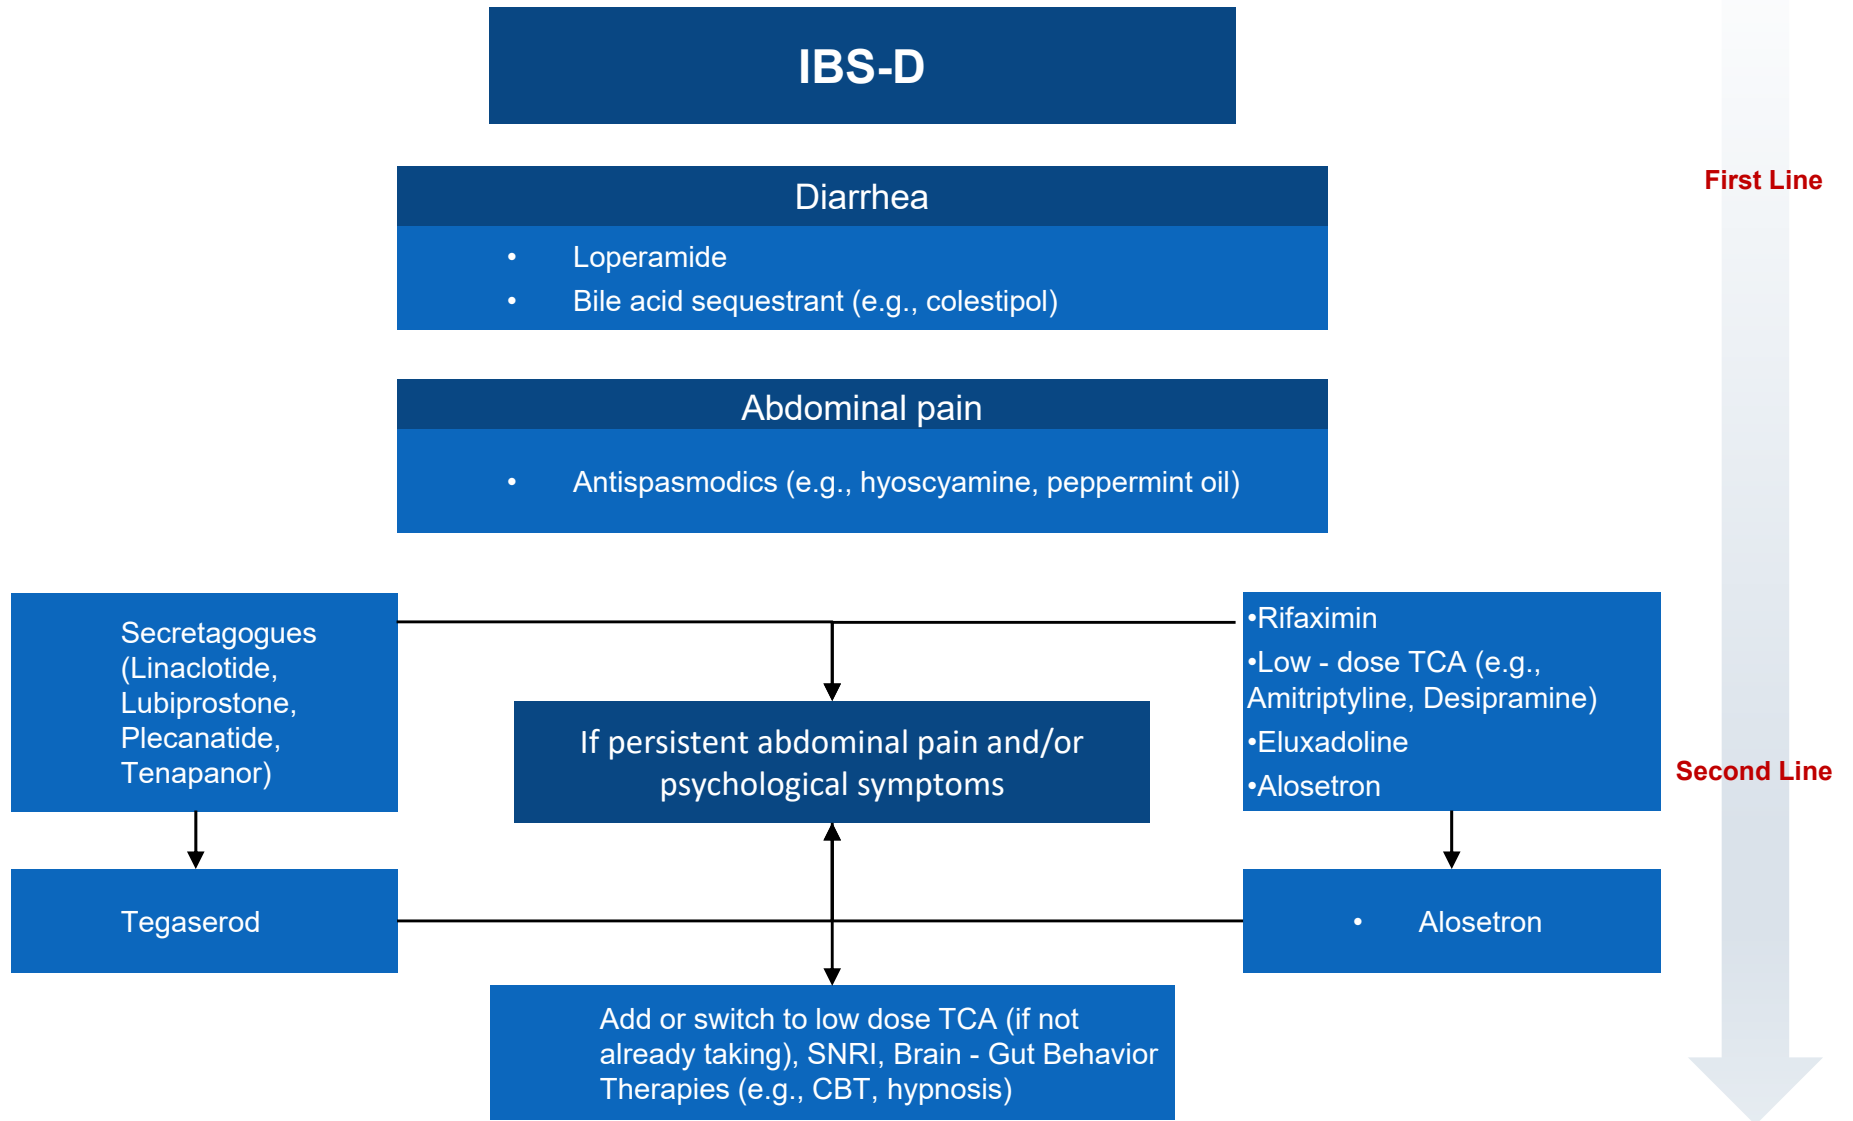 IBS-D
First Line
Diarrhea
• Loperamide
• Bile acid sequestrant (e.g., colestipol)
Abdominal pain
• Antispasmodics (e.g., hyoscyamine, peppermint oil)
Secretagogues
(Linaclotide,
Lubiprostone,
Plecanatide,
Tenapanor)
If persistent abdominal pain and/or
psychological symptoms
•Rifaximin
•Low - dose TCA (e.g.,
Amitriptyline, Desipramine)
•Eluxadoline
•Alosetron
Second Line
Tegaserod
• Alosetron
Add or switch to low dose TCA (if not
already taking), SNRI, Brain - Gut Behavior
Therapies (e.g., CBT, hypnosis)